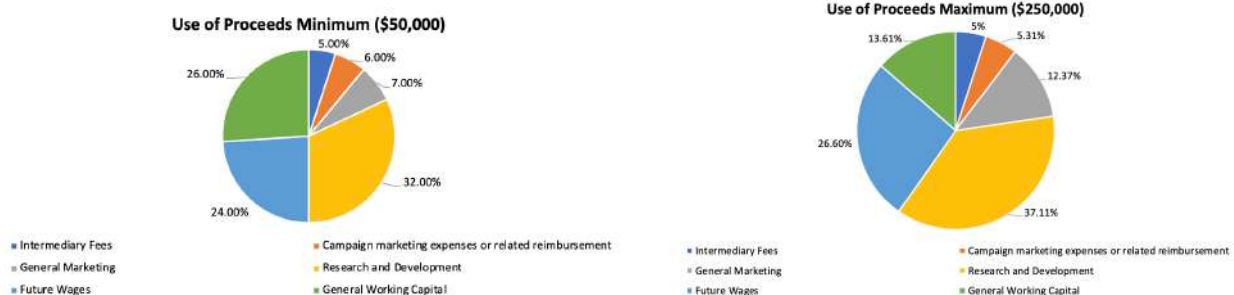 Use of Proceeds Minimum ($50,000)
5.00%
6.00%
7.00%
26.00%
32.00%
24.00%
Intermediary Fees
Campaign marketing expenses or related reimbursement
General Marketing
Research and Development
Future Wages
General Working Capital
Use of Proceeds Maximum ($250,000)
5%
5.31%
13.61%
12.37%
26.60%
37.11%
Intermediary Fees
Campaign marketing expenses or related reimbursement
General Marketing
Research and Development
Future Wages
General Working Capital